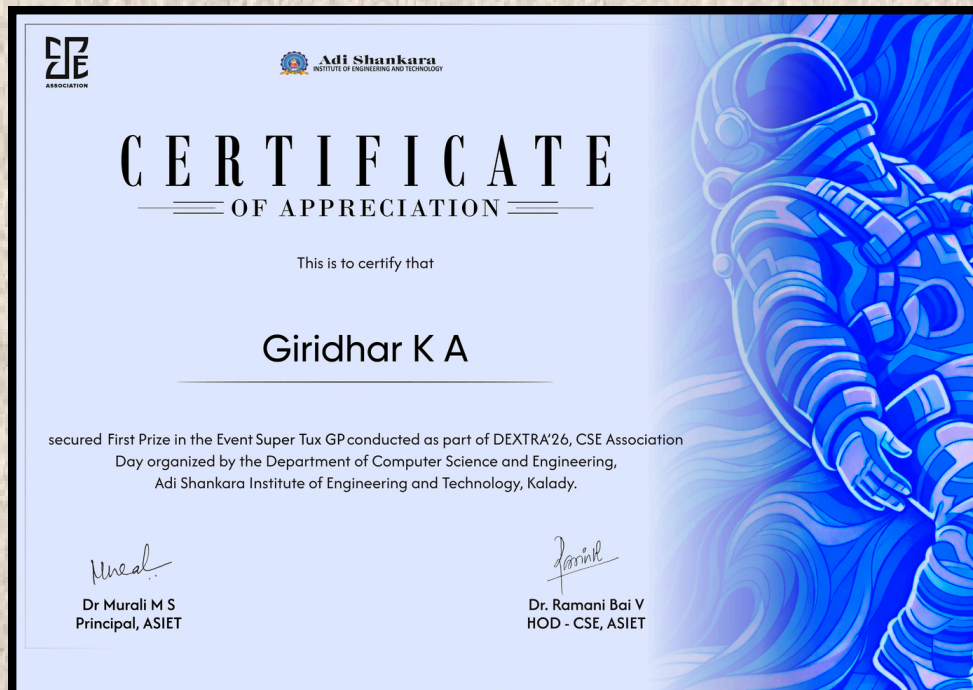 CSE
ASSOCIATION
Adi Shankara
INSTITUTE OF ENGINEERING AND TECHNOLOGY
CERTIFICATE
OF APPRECIATION
This is to certify that
Giridhar K A
secured First Prize in the Event Super Tux GP conducted as part of DEXTRA'26, CSE Association
Day organized by the Department of Computer Science and Engineering,
Adi Shankara Institute of Engineering and Technology, Kalady.
Dr Murali M S
Principal, ASIET
Dr. Ramani Bai V
HOD - CSE, ASIET